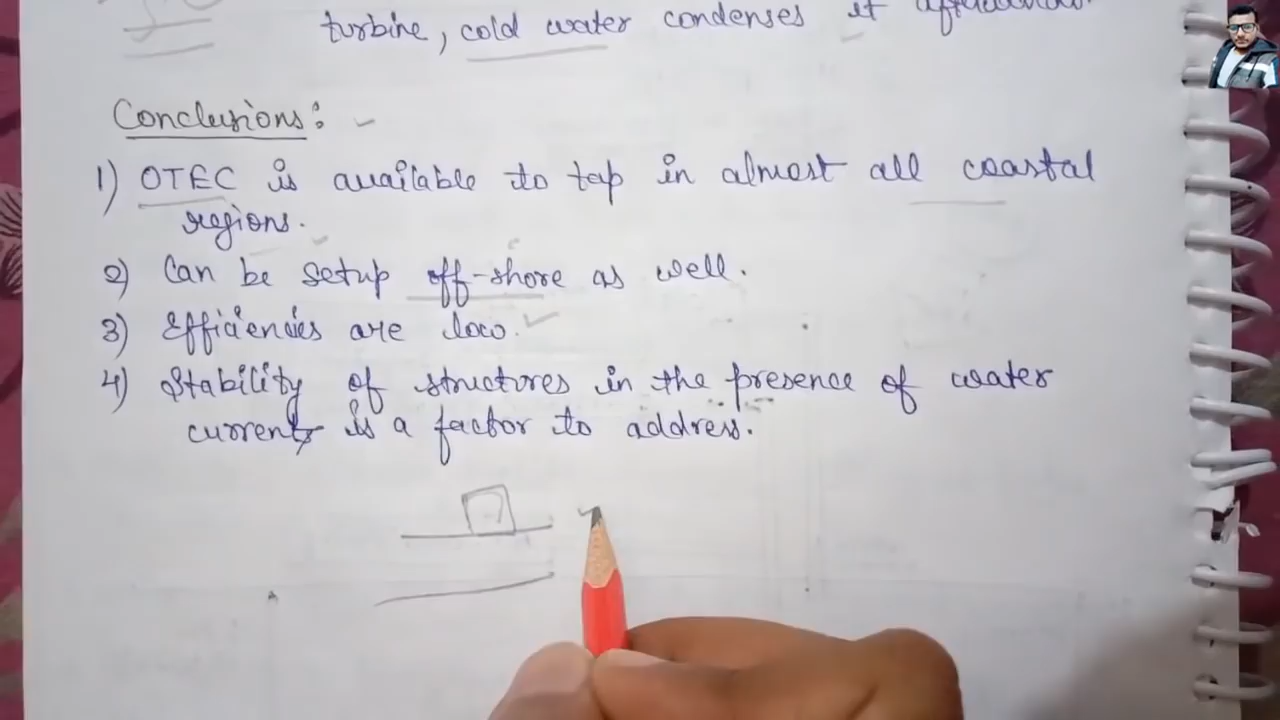 turbine, cold water condenses it
Conclusions:
1) OTEC is available to tap in almost all coastal
regions.
2) Can be setup off-shore as well.
3) Efficiencies are low.
4) Stability of structures in the presence of water
currents is a factor to address.